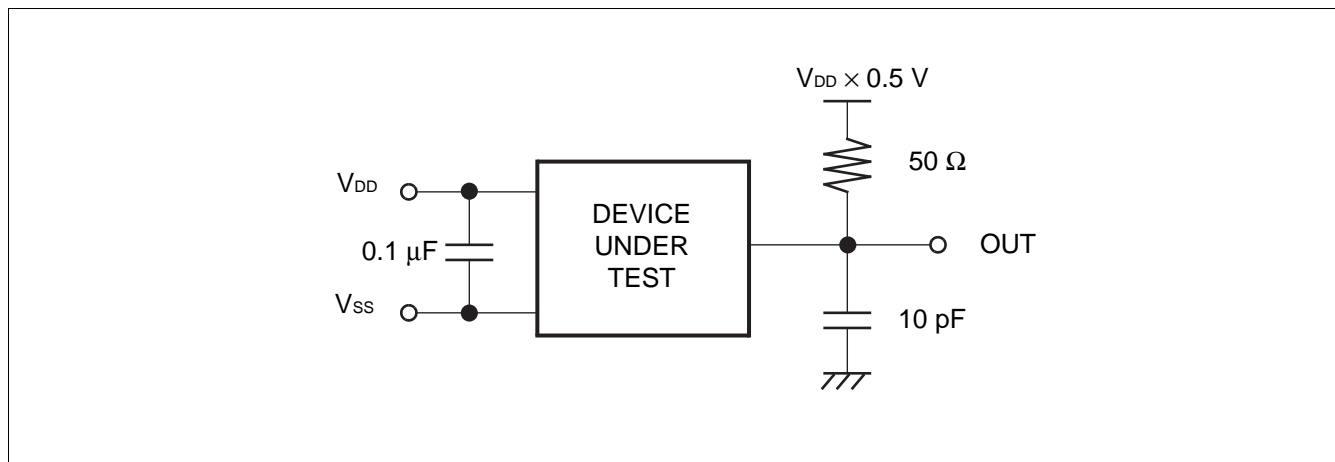 VDD × 0.5 V
50 Ω
VDD
DEVICE
UNDER
TEST
OUT
0.1 µF
VSS
10 pF